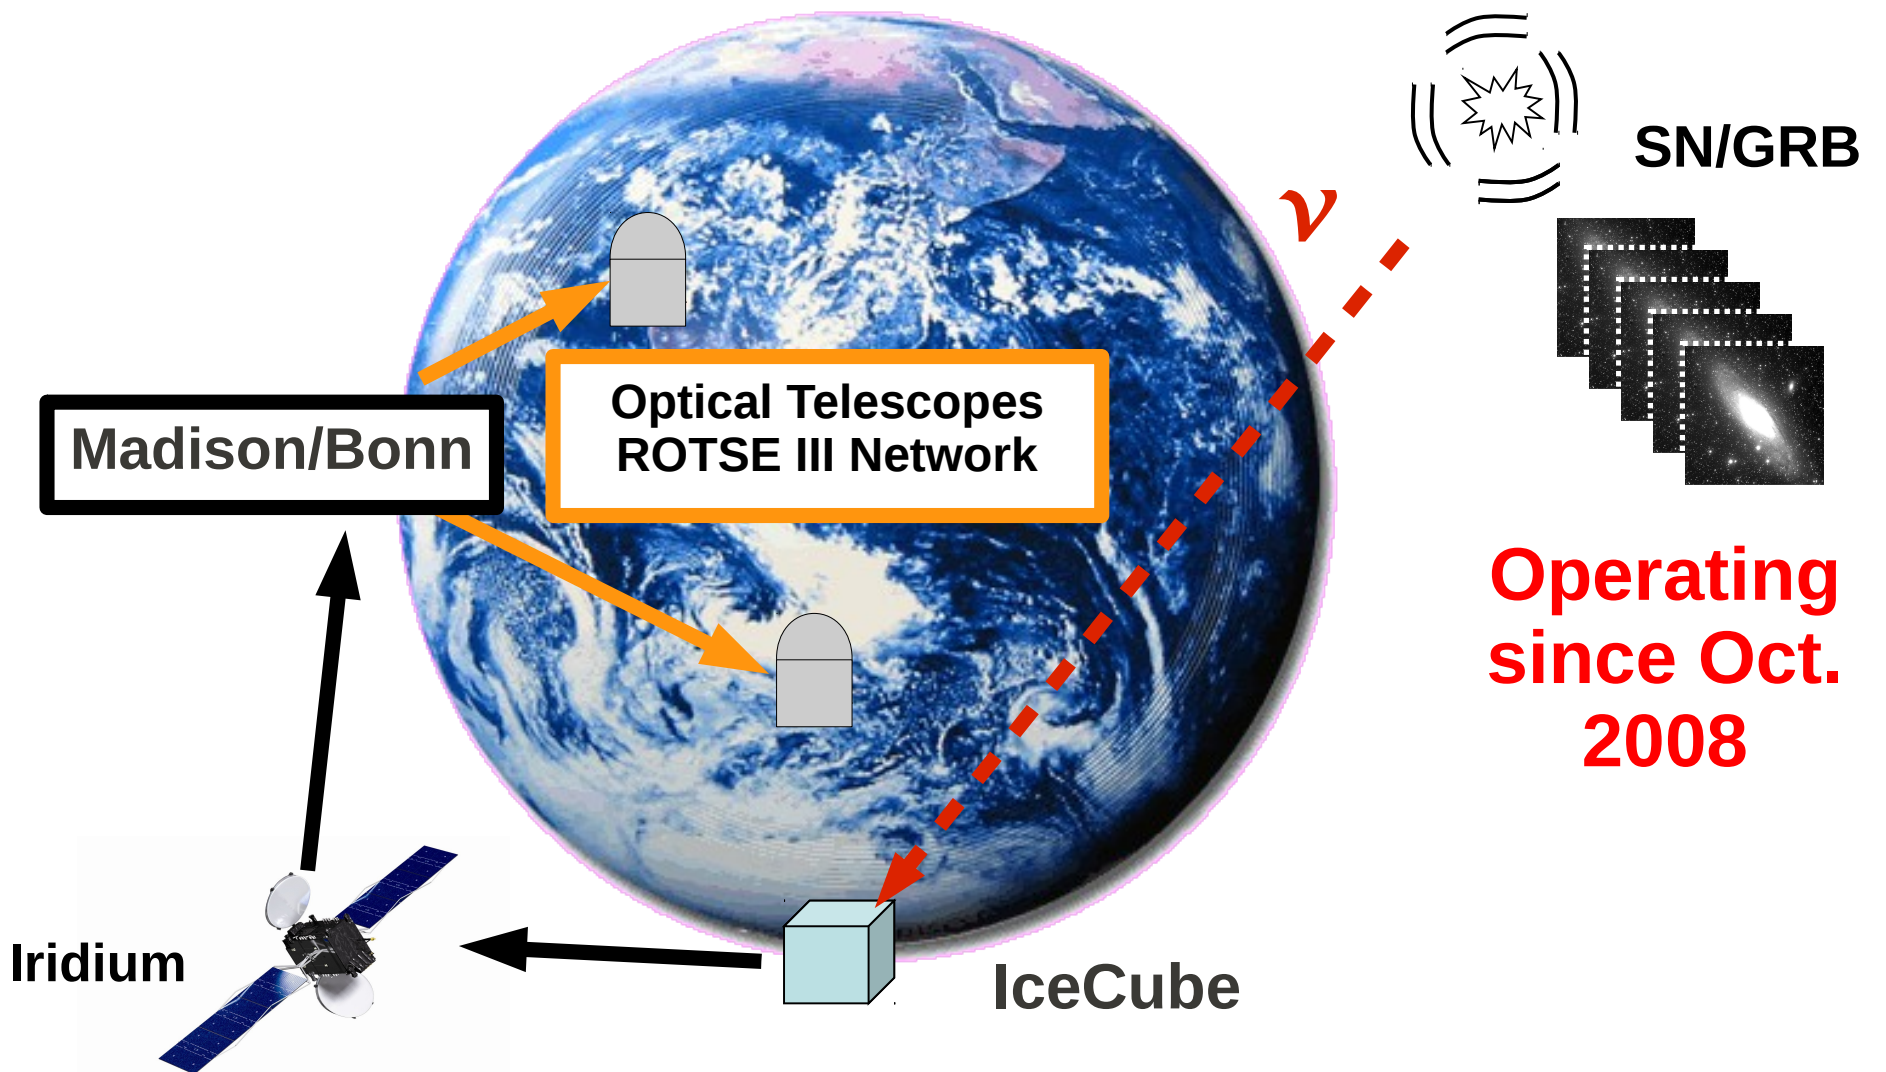 SN/GRB
ν
Optical Telescopes
ROTSE III Network
Madison/Bonn
Operating
since Oct.
2008
Iridium
IceCube